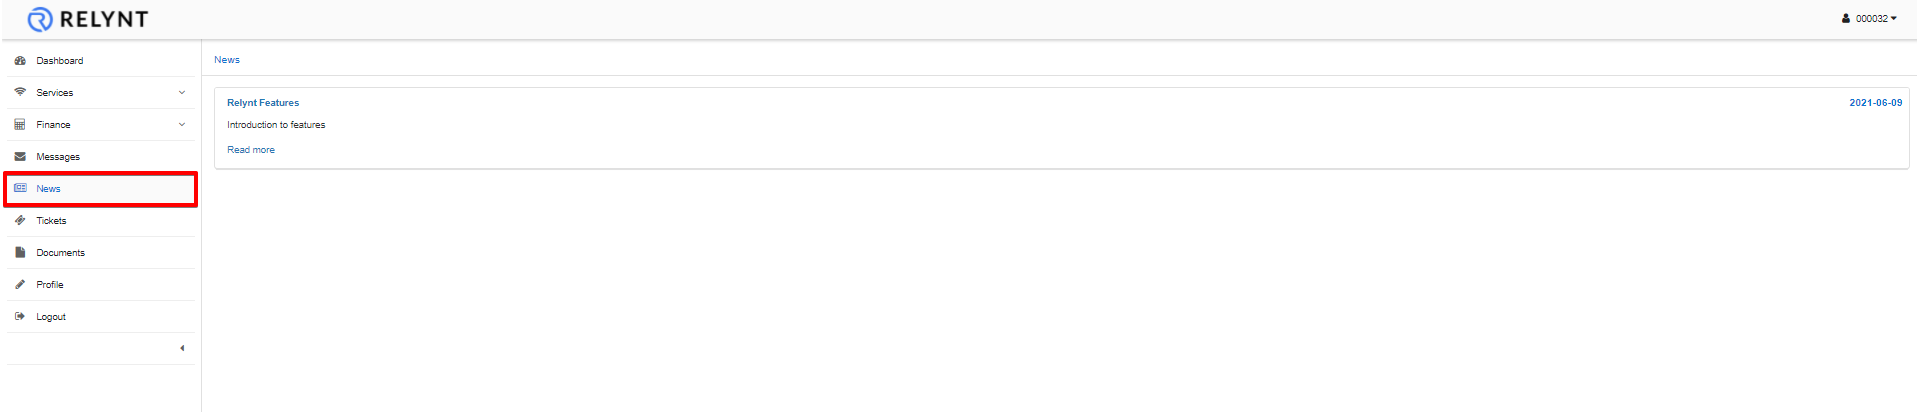 RELYNT
000032
Dashboard
Services
Finance
Messages
News
Tickets
Documents
Profile
Logout
News
Relynt Features
2021-06-09
Introduction to features
Read more